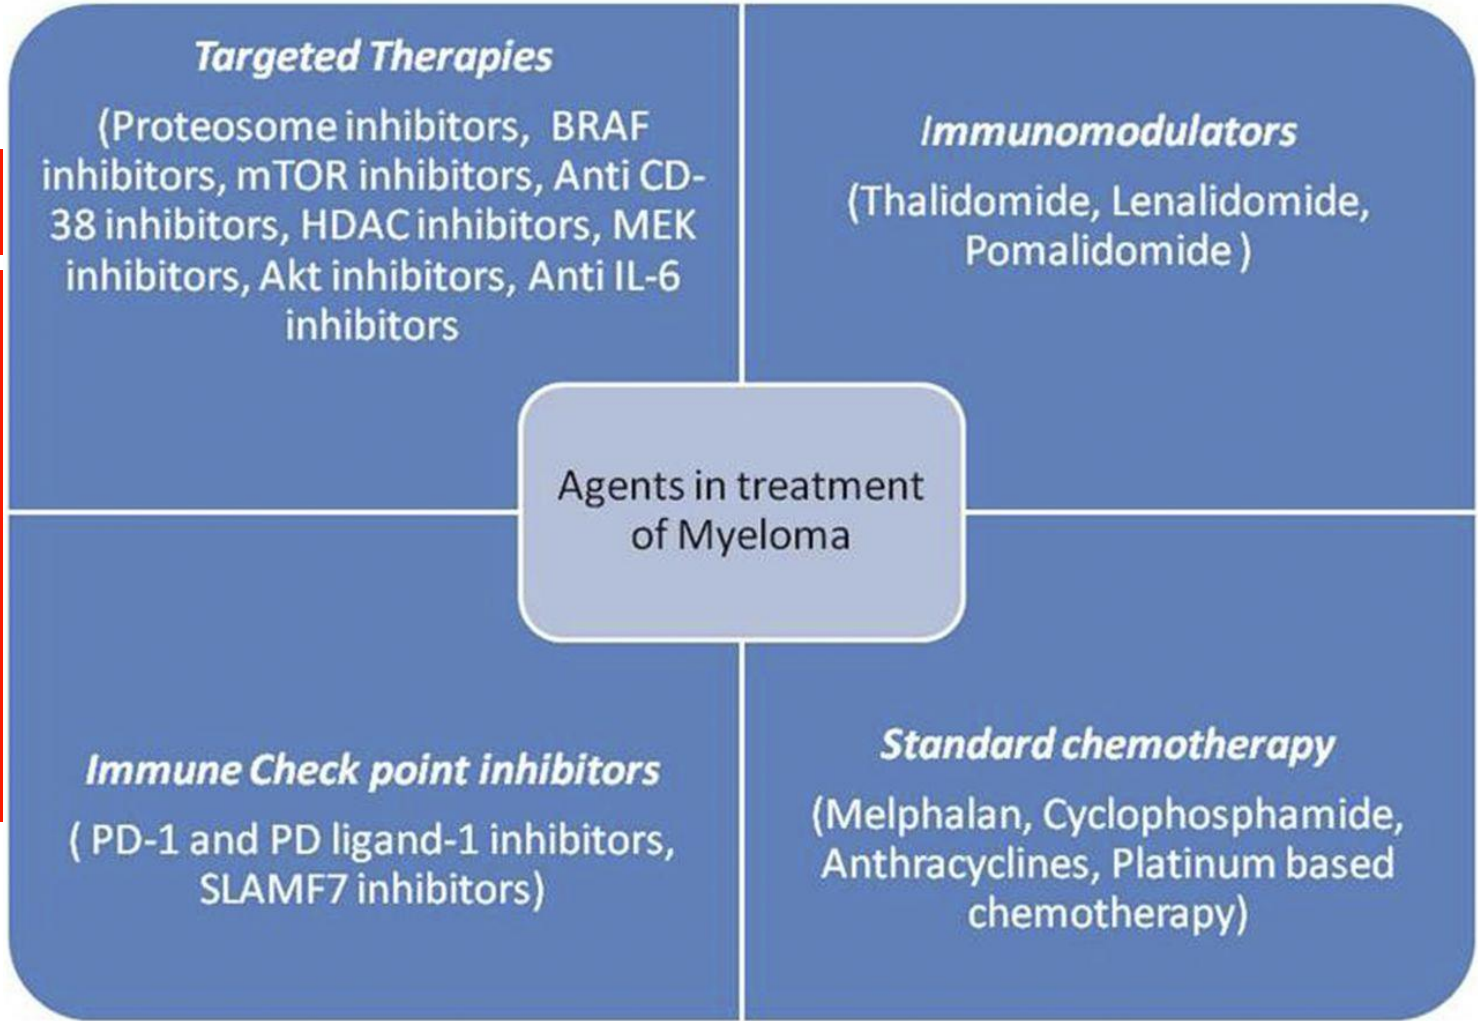 Targeted Therapies
(Proteosome inhibitors, BRAF
inhibitors, mTOR inhibitors, Anti CD-
38 inhibitors, HDAC inhibitors, MEK
inhibitors, Akt inhibitors, Anti IL-6
inhibitors
Immunomodulators
(Thalidomide, Lenalidomide,
Pomalidomide )
Agents in treatment
of Myeloma
Immune Check point inhibitors
( PD-1 and PD ligand-1 inhibitors,
SLAMF7 inhibitors)
Standard chemotherapy
(Melphalan, Cyclophosphamide,
Anthracyclines, Platinum based
chemotherapy)